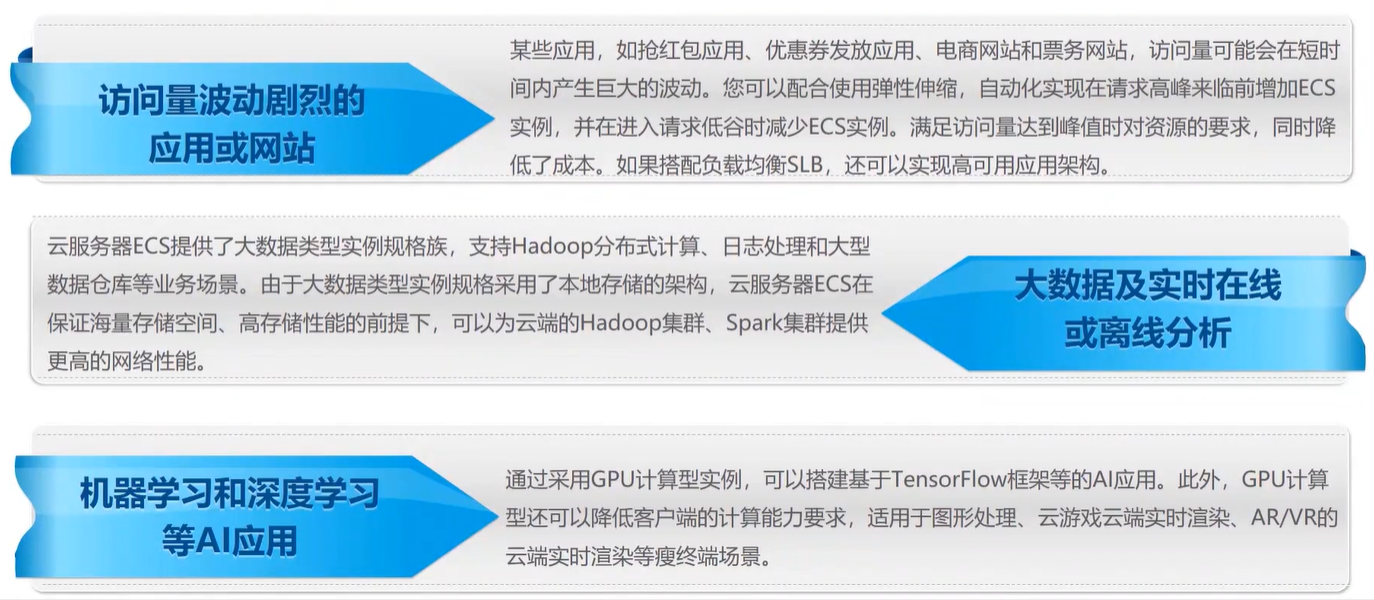 访问量波动剧烈的
应用或网站
某些应用，如抢红包应用、优惠券发放应用、电商网站和票务网站，访问量可能会在短时
间内产生巨大的波动。您可以配合使用弹性伸缩，自动化实现在请求高峰来临前增加ECS
实例，并在进入请求低谷时减少ECS实例。满足访问量达到峰值时对资源的要求，同时降
低了成本。如果搭配负载均衡SLB，还可以实现高可用应用架构。
云服务器ECS提供了大数据类型实例规格族，支持Hadoop分布式计算、日志处理和大型
数据仓库等业务场景。由于大数据类型实例规格采用了本地存储的架构，云服务器ECS在
保证海量存储空间、高存储性能的前提下，可以为云端的Hadoop集群、Spark集群提供
更高的网络性能。
大数据及实时在线
或离线分析
机器学习和深度学习
等AI应用
通过采用GPU计算型实例，可以搭建基于TensorFlow框架等的AI应用。此外，GPU计算
型还可以降低客户端的计算能力要求，适用于图形处理、云游戏云端实时渲染、AR/VR的
云端实时渲染等瘦终端场景。